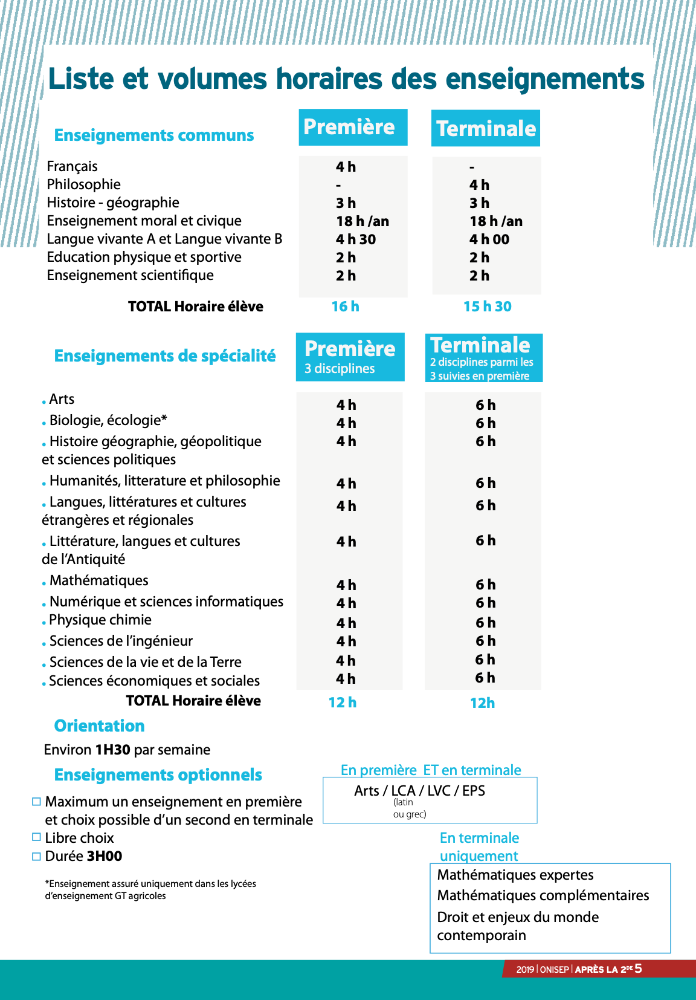 Liste et volumes horaires des enseignements
Enseignements communs
Première
Terminale
Français 4 h -
Philosophie - 4 h
Histoire - géographie 3 h 3 h
Enseignement moral et civique 18 h /an 18 h /an
Langue vivante A et Langue vivante B 4 h 30 4 h 00
Education physique et sportive 2 h 2 h
Enseignement scientifique 2 h 2 h
TOTAL Horaire élève 16 h 15 h 30
Enseignements de spécialité
Première
3 disciplines
Terminale
2 disciplines parmi les
3 suivies en première
. Arts 4 h 6 h
. Biologie, écologie* 4 h 6 h
. Histoire géographie, géopolitique 4 h 6 h
et sciences politiques
. Humanités, litterature et philosophie 4 h 6 h
. Langues, littératures et cultures 4 h 6 h
étrangères et régionales
. Littérature, langues et cultures 4 h 6 h
de l’Antiquité
. Mathématiques 4 h 6 h
. Numérique et sciences informatiques 4 h 6 h
. Physique chimie 4 h 6 h
. Sciences de l’ingénieur 4 h 6 h
. Sciences de la vie et de la Terre 4 h 6 h
. Sciences économiques et sociales 4 h 6 h
TOTAL Horaire élève 12 h 12h
Orientation
Environ 1H30 par semaine
Enseignements optionnels
Maximum un enseignement en première
et choix possible d’un second en terminale
Libre choix
Durée 3H00
*Enseignement assuré uniquement dans les lycées
d’enseignement GT agricoles
En première ET en terminale
Arts / LCA / LVC / EPS
(latin
ou grec)
En terminale
uniquement
Mathématiques expertes
Mathématiques complémentaires
Droit et enjeux du monde
contemporain
2019 | ONISEP | APRÈS LA 2DE 5